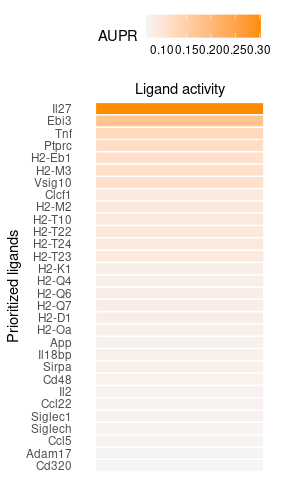 AUPR
0.10 0.15 0.20 0.25 0.30
Ligand activity
Prioritized ligands
Il27
Ebi3
Tnf
Ptprc
H2-Eb1
H2-M3
Vsig10
Clcf1
H2-M2
H2-T10
H2-T22
H2-T24
H2-T23
H2-K1
H2-Q4
H2-Q6
H2-Q7
H2-D1
H2-Oa
App
Il18bp
Sirpa
Cd48
Il2
Ccl22
Siglec1
Siglech
Ccl5
Adam17
Cd320